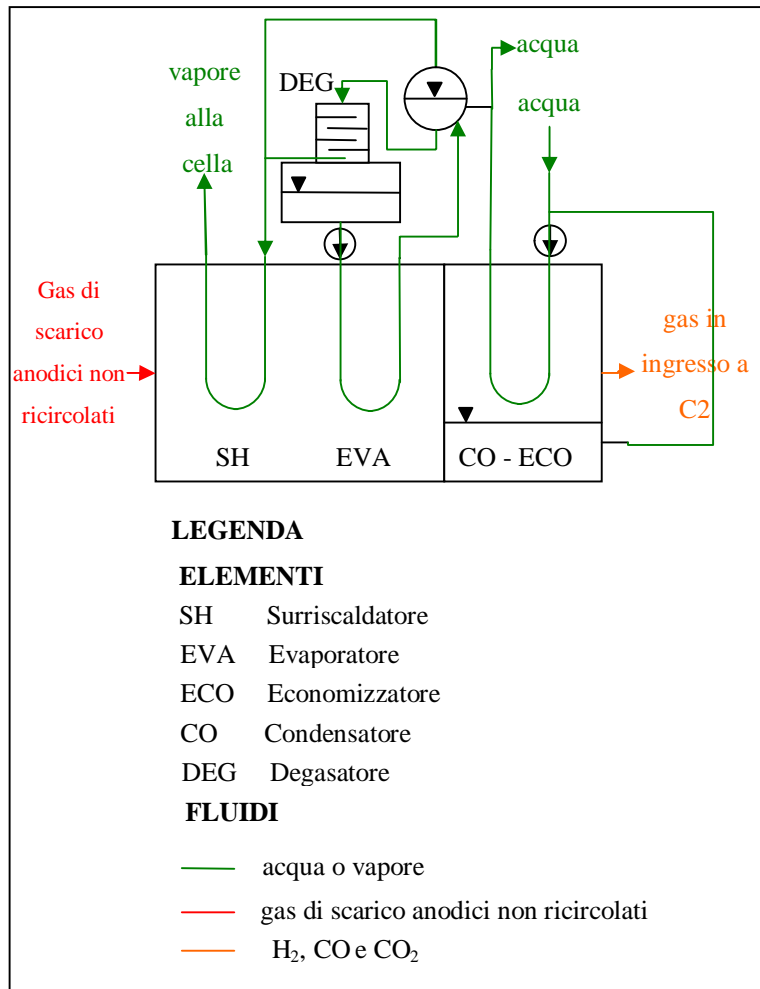 acqua
vapore
DEG
alla
acqua
cella
Gas di
scarico
anodici non
ricircolati
gas in
ingresso a
C2
SH
EVA
CO - ECO
LEGENDA
ELEMENTI
SH Surriscaldatore
EVA Evaporatore
ECO Economizzatore
CO Condensatore
DEG Degasatore
FLUIDI
acqua o vapore
gas di scarico anodici non ricircolati
H₂, CO e CO₂